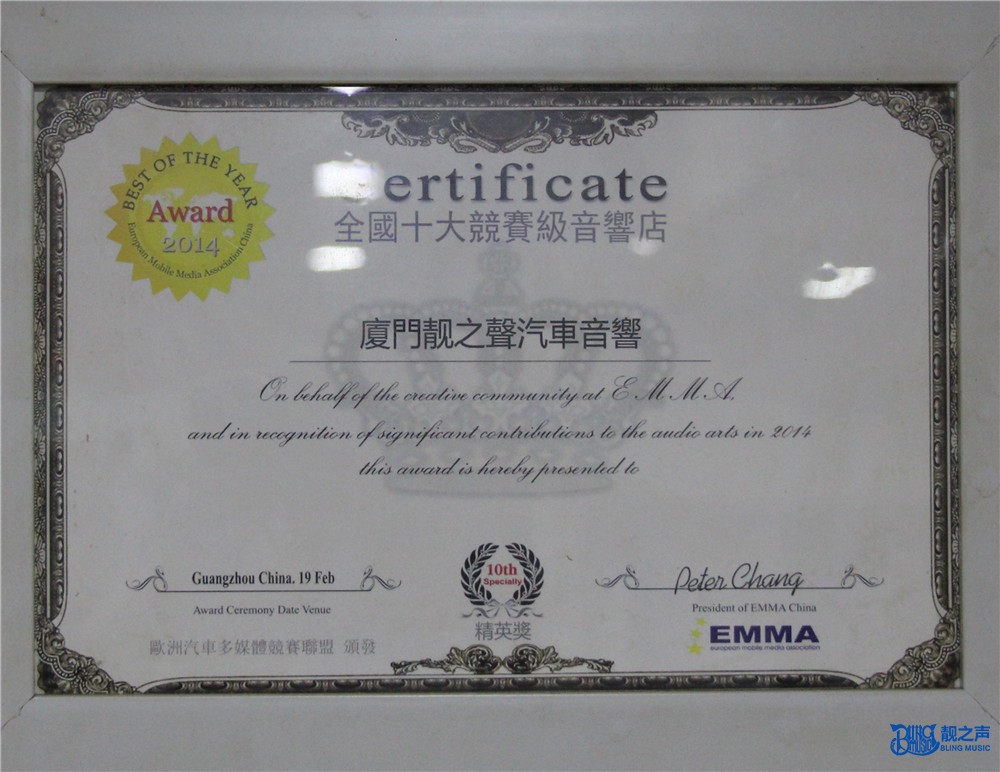 BEST OF THE YEAR
Award
2014
European Mobile Media Association China
ertificate
全國十大競賽級音響店
廈門靚之聲汽車音響
On behalf of the creative community at E.M.M.A.
and in recognition of significant contributions to the audio arts in 2014
this award is hereby presented to
Guangzhou China. 19 Feb
Award Ceremony Date Venue
歐洲汽車多媒體競賽聯盟 頒發
10th
Specially
精英獎
Peter Chang
President of EMMA China
EMMA
european mobile media association
BLING MUSIC
靓之声
BLING MUSIC